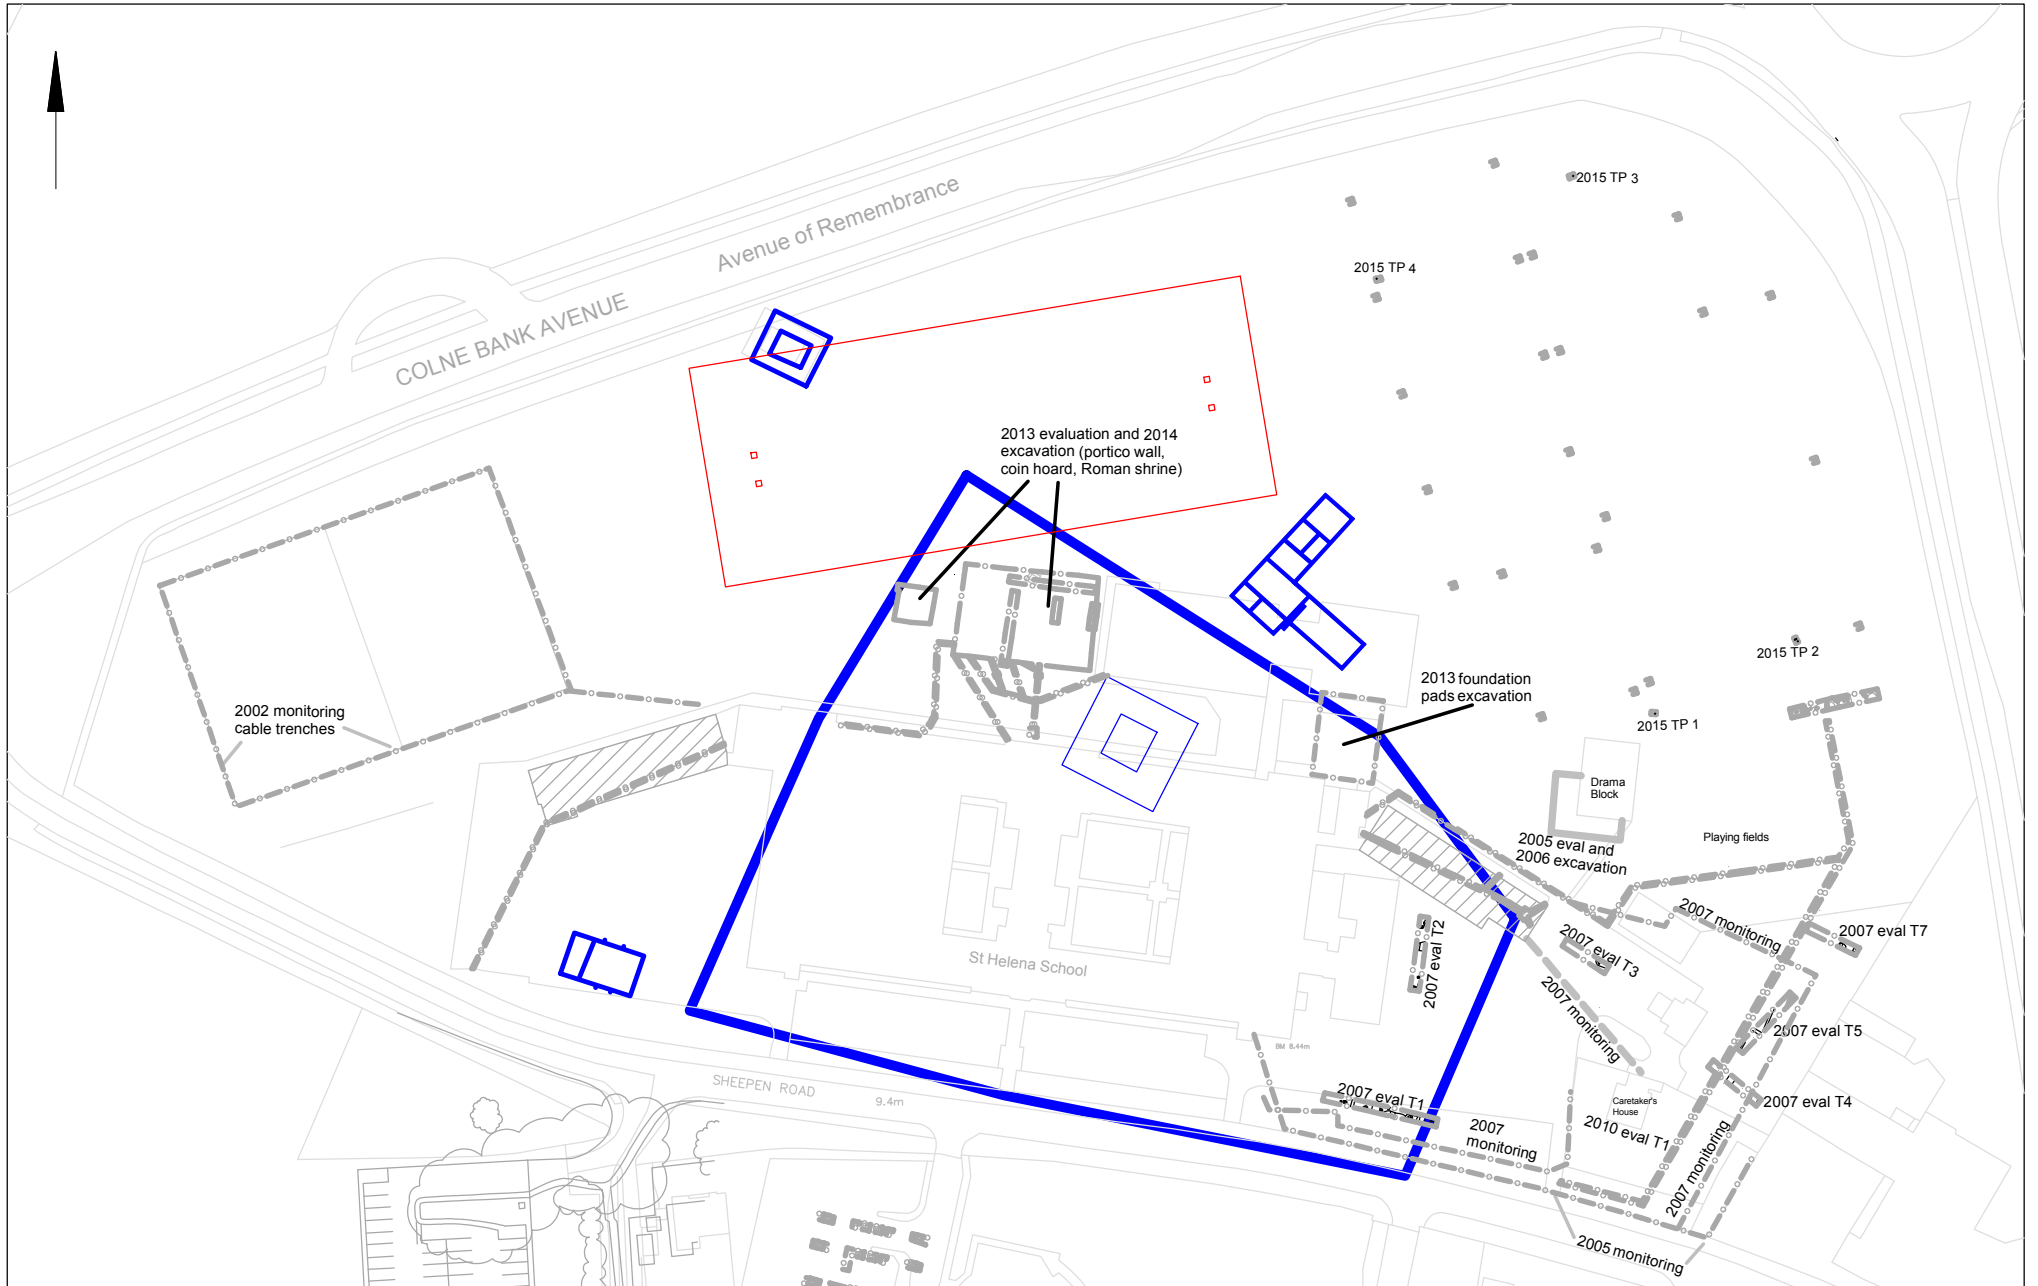 2015 TP 3
Avenue of Remembrance
2015 TP 4
COLNE BANK AVENUE
2013 evaluation and 2014
excavation (portico wall,
coin hoard, Roman shrine)
2015 TP 2
2013 foundation
pads excavation
2002 monitoring
cable trenches
2015 TP 1
Drama
Block
Playing fields
2005 eval and
2006 excavation
2007 monitoring
2007 eval T7
2007 eval T3
2007 eval T2
St Helena School
2007 monitoring
2007 eval T5
BM 8.44m
SHEEPEN ROAD
9.4m
2007 eval T1
Caretaker's
House
2007 eval T4
2010 eval T1
2007
monitoring
2007 monitoring
2005 monitoring